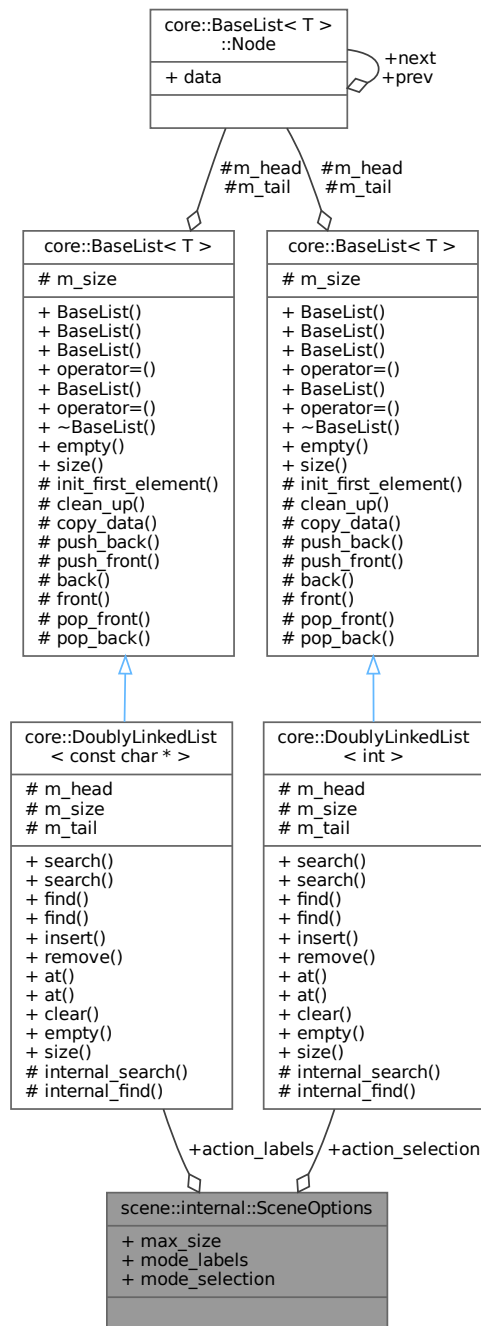 core::BaseList< T >
::Node
+ data
+next
+prev
#m_head
#m_tail
#m_head
#m_tail
core::BaseList< T >
# m_size
+ BaseList()
+ BaseList()
+ BaseList()
+ operator=()
+ BaseList()
+ operator=()
+ ~BaseList()
+ empty()
+ size()
# init_first_element()
# clean_up()
# copy_data()
# push_back()
# push_front()
# back()
# front()
# pop_front()
# pop_back()
core::BaseList< T >
# m_size
+ BaseList()
+ BaseList()
+ BaseList()
+ operator=()
+ BaseList()
+ operator=()
+ ~BaseList()
+ empty()
+ size()
# init_first_element()
# clean_up()
# copy_data()
# push_back()
# push_front()
# back()
# front()
# pop_front()
# pop_back()
core::DoublyLinkedList
< const char * >
# m_head
# m_size
# m_tail
+ search()
+ search()
+ find()
+ find()
+ insert()
+ remove()
+ at()
+ at()
+ clear()
+ empty()
+ size()
# internal_search()
# internal_find()
core::DoublyLinkedList
< int >
# m_head
# m_size
# m_tail
+ search()
+ search()
+ find()
+ find()
+ insert()
+ remove()
+ at()
+ at()
+ clear()
+ empty()
+ size()
# internal_search()
# internal_find()
+action_labels
+action_selection
scene::internal::SceneOptions
+ max_size
+ mode_labels
+ mode_selection